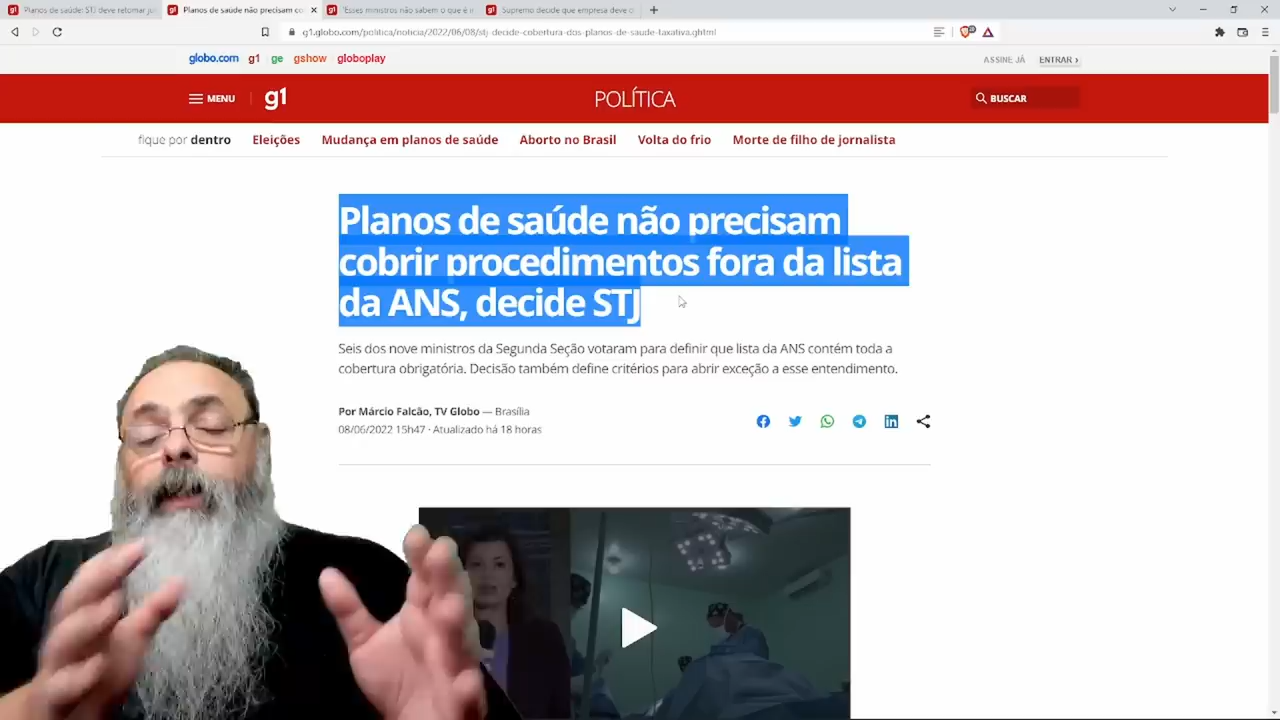 Planos de saúde: STJ deve retomar ju
Planos de saúde não precisam co
"Esses ministros não sabem o que é i
Supremo decide que empresa deve
g1.globo.com/politica/noticia/2022/06/08/stj-decide-cobertura-dos-planos-de-saude-taxativa.ghtml
globo.com g1 ge gshow globoplay
ASSINE JÁ ENTRAR ›
MENU g1 POLÍTICA BUSCAR
fique por dentro Eleições Mudança em planos de saúde Aborto no Brasil Volta do frio Morte de filho de jornalista
Planos de saúde não precisam
cobrir procedimentos fora da lista
da ANS, decide STJ
Seis dos nove ministros da Segunda Seção votaram para definir que lista da ANS contém toda a
cobertura obrigatória. Decisão também define critérios para abrir exceção a esse entendimento.
Por Márcio Falcão, TV Globo — Brasília
08/06/2022 15h47 · Atualizado há 18 horas